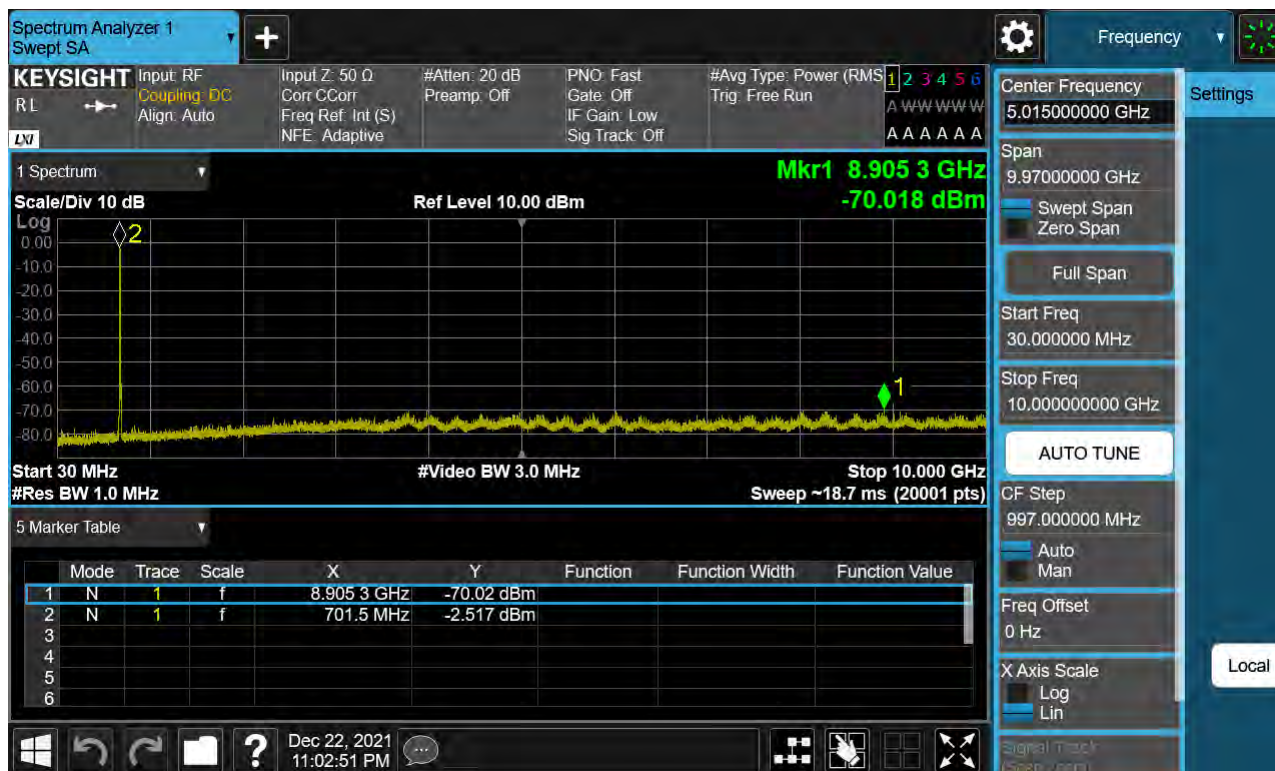 Spectrum Analyzer 1
Swept SA
Frequency
KEYSIGHT
RL
LXI
Input: RF
Coupling: DC
Align: Auto
Input Z: 50 Ω
Corr CCorr
Freq Ref: Int (S)
NFE: Adaptive
#Atten: 20 dB
Preamp: Off
PNO: Fast
Gate: Off
IF Gain: Low
Sig Track: Off
#Avg Type: Power (RMS
Trig: Free Run
1 2 3 4 5 6
A W W W W W
A A A A A A
1 Spectrum
Mkr1 8.905 3 GHz
Scale/Div 10 dB
Ref Level 10.00 dBm
-70.018 dBm
Log
0.00
-10.0
-20.0
-30.0
-40.0
-50.0
-60.0
-70.0
-80.0
2
1
Start 30 MHz
#Video BW 3.0 MHz
Stop 10.000 GHz
#Res BW 1.0 MHz
Sweep ~18.7 ms (20001 pts)
5 Marker Table
Mode Trace Scale X Y Function Function Width Function Value
1 N 1 f 8.905 3 GHz -70.02 dBm
2 N 1 f 701.5 MHz -2.517 dBm
3
4
5
6
?
Dec 22, 2021
11:02:51 PM
Center Frequency
5.015000000 GHz
Settings
Span
9.97000000 GHz
Swept Span
Zero Span
Full Span
Start Freq
30.000000 MHz
Stop Freq
10.000000000 GHz
AUTO TUNE
CF Step
997.000000 MHz
Auto
Man
Freq Offset
0 Hz
Local
X Axis Scale
Log
Lin
Signal Track
(Span Zoom)